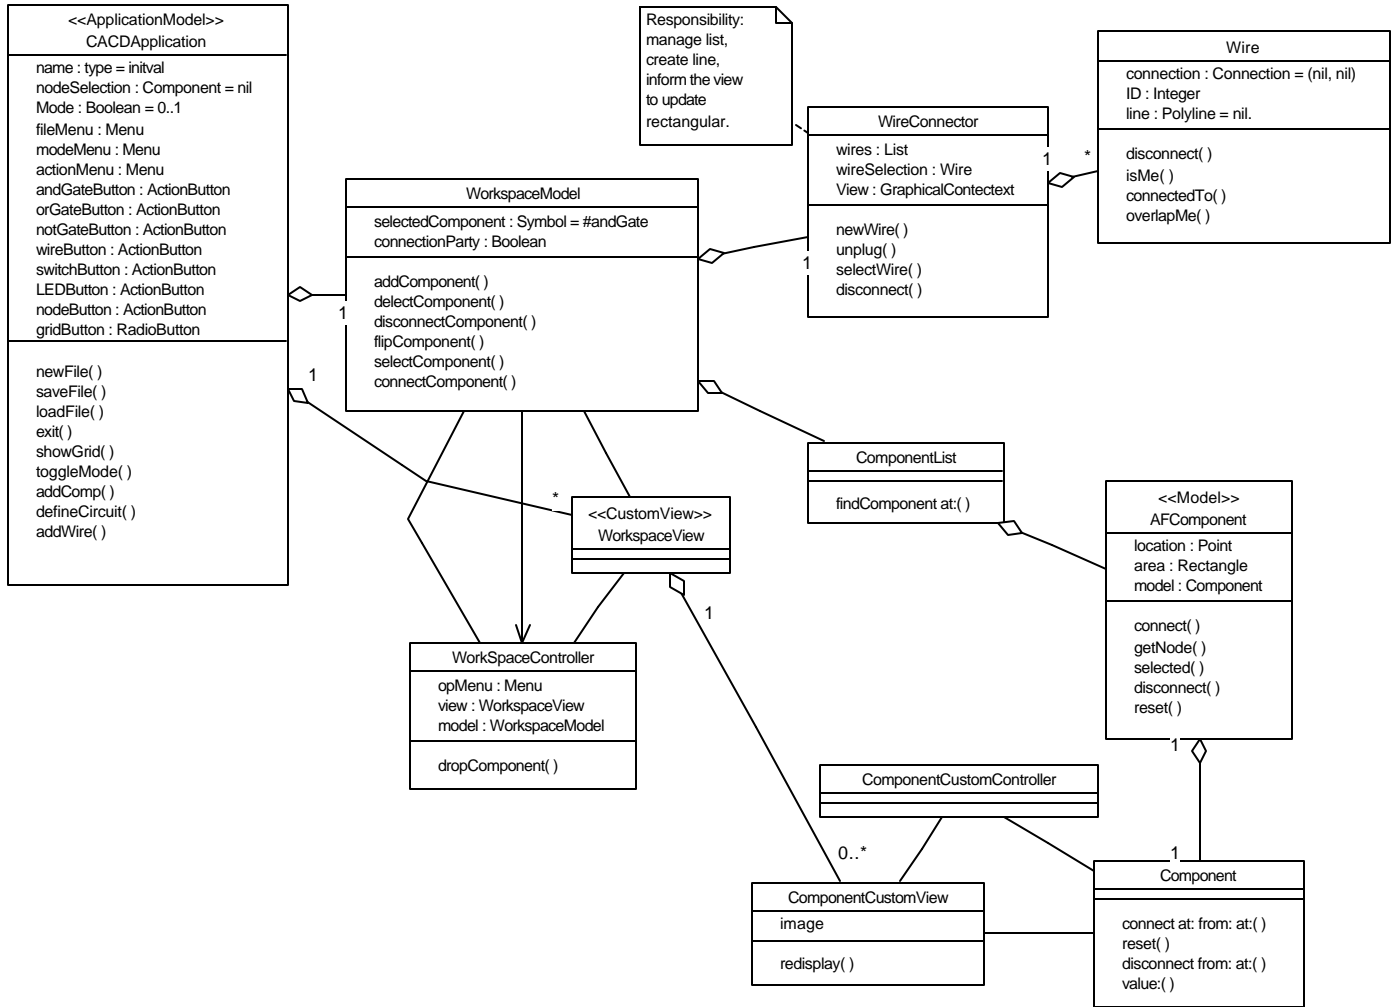 <<ApplicationModel>>
CACDApplication
name : type = initval
nodeSelection : Component = nil
Mode : Boolean = 0..1
fileMenu : Menu
modeMenu : Menu
actionMenu : Menu
andGateButton : ActionButton
orGateButton : ActionButton
notGateButton : ActionButton
wireButton : ActionButton
switchButton : ActionButton
LEDButton : ActionButton
nodeButton : ActionButton
gridButton : RadioButton
newFile( )
saveFile( )
loadFile( )
exit( )
showGrid( )
toggleMode( )
addComp( )
defineCircuit( )
addWire( )
1
1
*
WorkspaceModel
selectedComponent : Symbol = #andGate
connectionParty : Boolean
addComponent( )
delectComponent( )
disconnectComponent( )
flipComponent( )
selectComponent( )
connectComponent( )
Responsibility:
manage list,
create line,
inform the view
to update
rectangular.
WireConnector
wires : List
wireSelection : Wire
View : GraphicalContectext
newWire( )
unplug( )
selectWire( )
disconnect( )
1
1
*
Wire
connection : Connection = (nil, nil)
ID : Integer
line : Polyline = nil.
disconnect( )
isMe( )
connectedTo( )
overlapMe( )
ComponentList
findComponent at:( )
<<CustomView>>
WorkspaceView
1
0..*
WorkSpaceController
opMenu : Menu
view : WorkspaceView
model : WorkspaceModel
dropComponent( )
<<Model>>
AFComponent
location : Point
area : Rectangle
model : Component
connect( )
getNode( )
selected( )
disconnect( )
reset( )
1
1
ComponentCustomController
ComponentCustomView
image
redisplay( )
Component
connect at: from: at:( )
reset( )
disconnect from: at:( )
value:( )